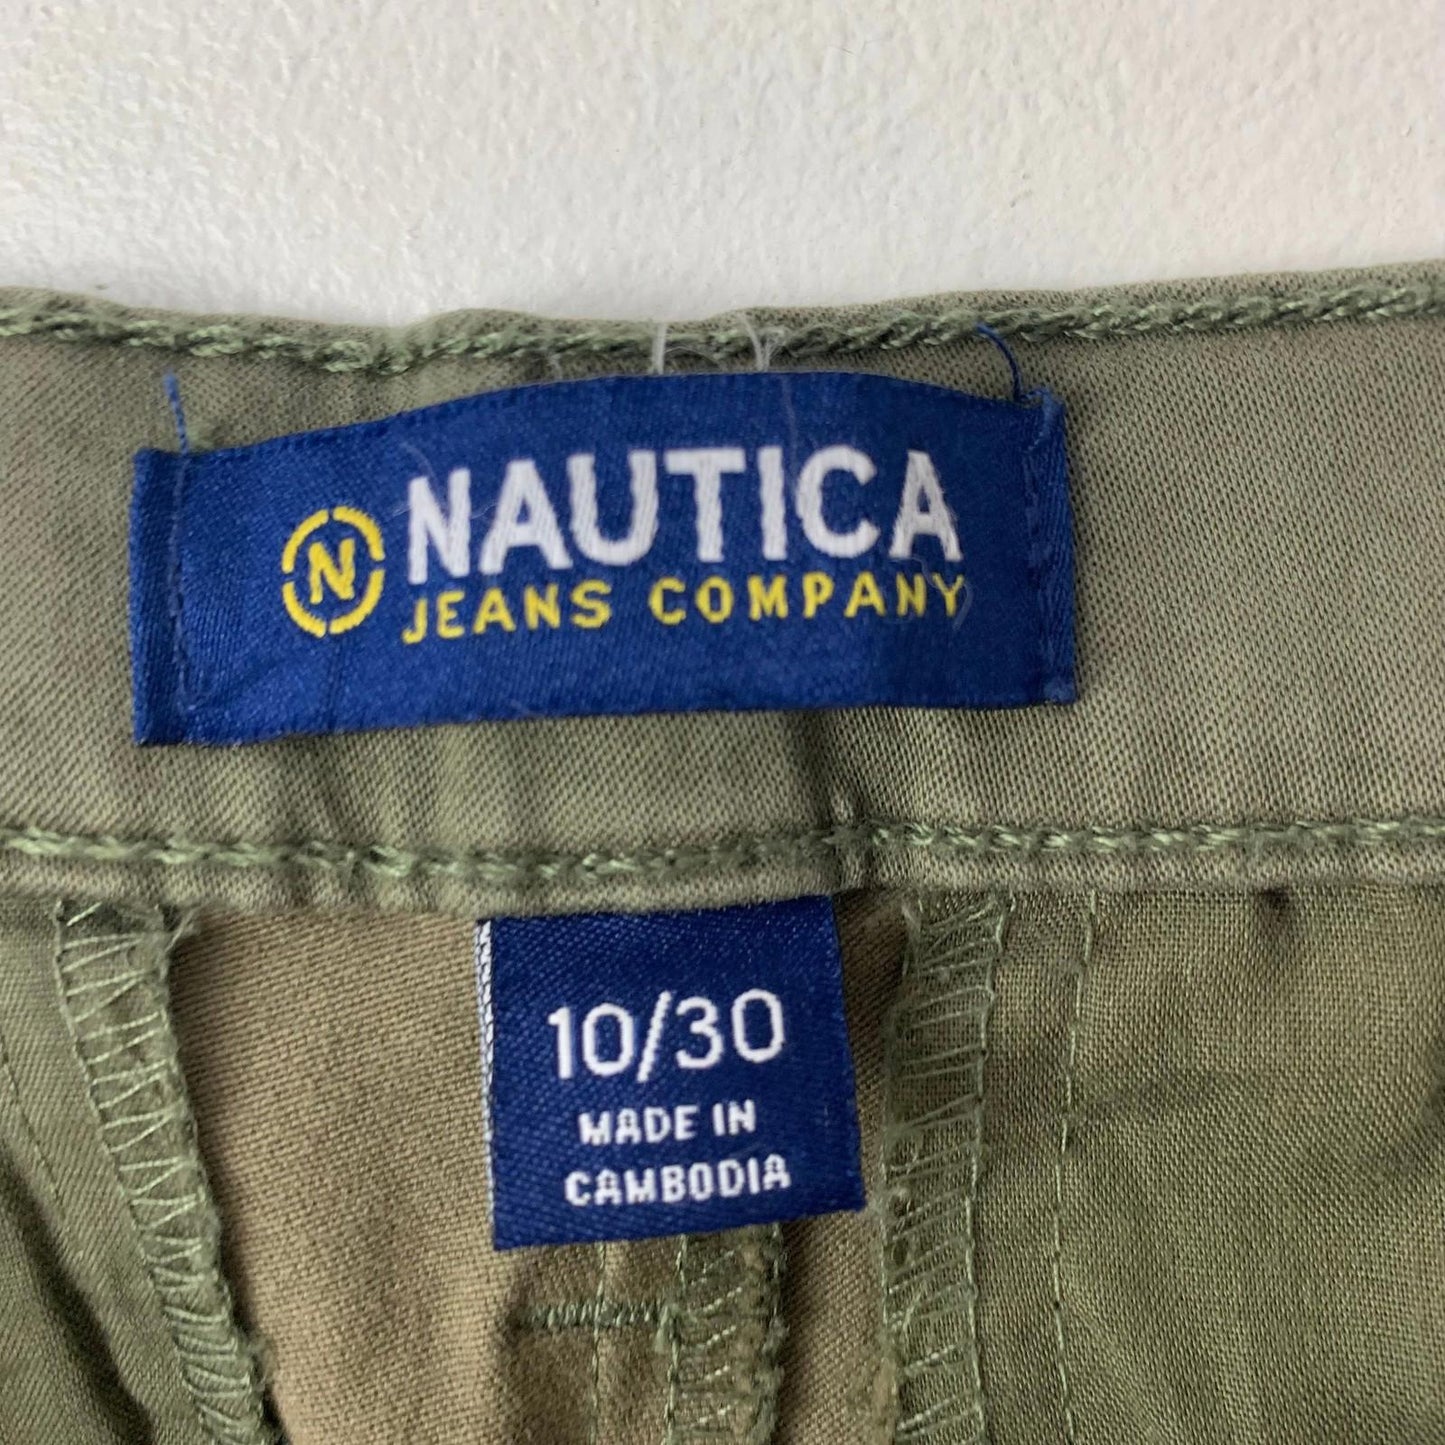 N NAUTICA
JEANS COMPANY
10/30
MADE IN
CAMBODIA